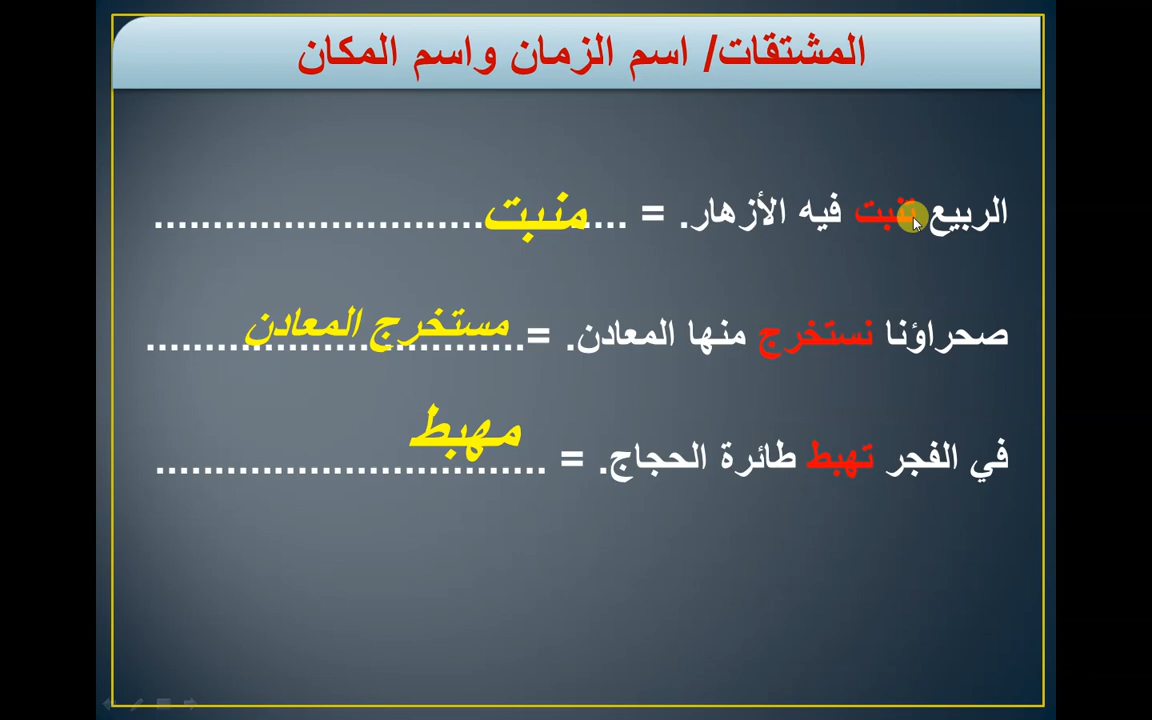 المشتقات/ اسم الزمان واسم المكان
الربيع تنبت فيه الأزهار. = ....منبت.............................
صحراؤنا نستخرج منها المعادن. =.مستخرج المعادن.........
في الفجر تهبط طائرة الحجاج. = ..مهبط......................